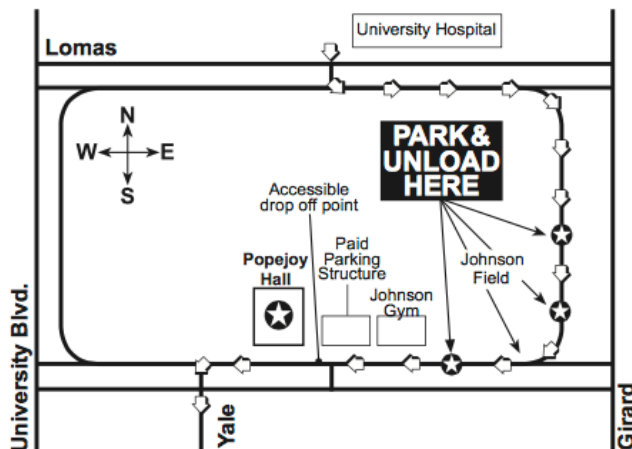 University Hospital
Lomas
N
W E
S
PARK &
UNLOAD
HERE
Accessible
drop off point
Popejoy
Hall
Paid
Parking
Structure
Johnson
Gym
Johnson
Field
University Blvd.
Yale
Girard